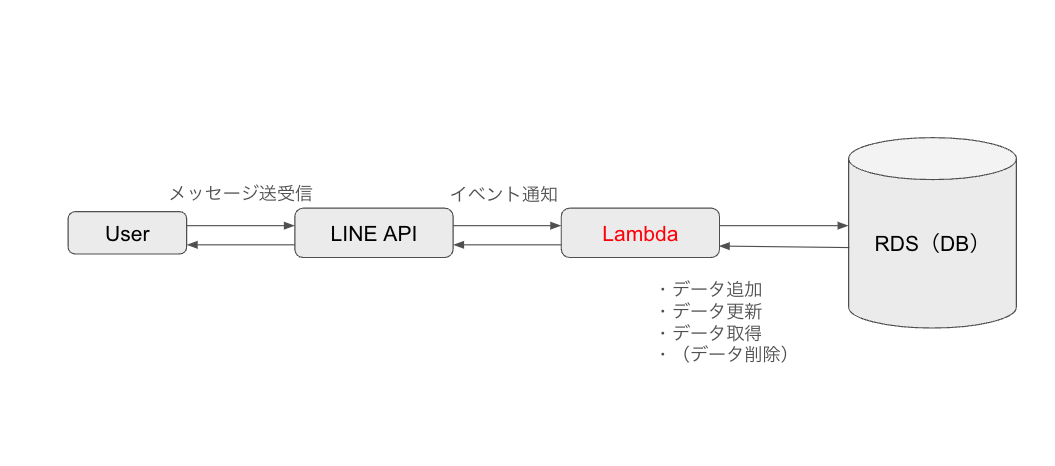 メッセージ送受信
イベント通知
User
LINE API
Lambda
RDS（DB）
・データ追加
・データ更新
・データ取得
・（データ削除）